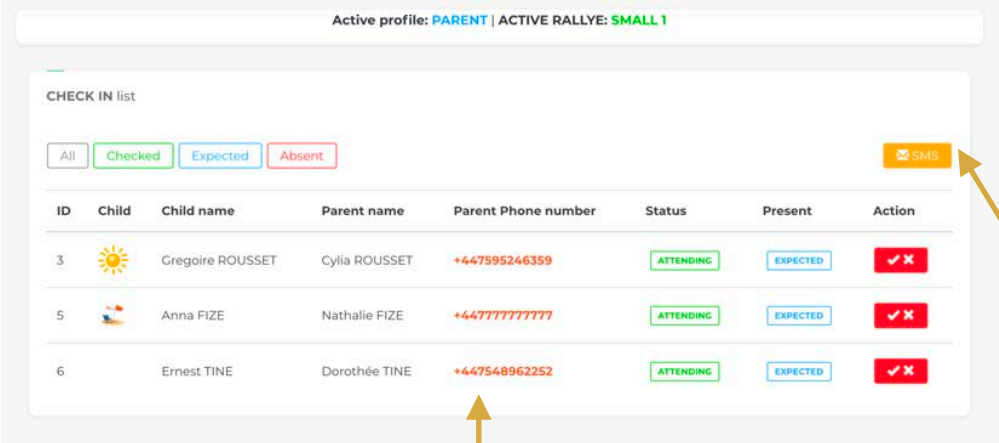 Active profile: PARENT | ACTIVE RALLYE: SMALL 1
CHECK IN list
All Checked Expected Absent SMS
ID Child Child name Parent name Parent Phone number Status Present Action
3 Gregoire ROUSSET Cylia ROUSSET +447595246359 ATTENDING EXPECTED
5 Anna FIZE Nathalie FIZE +447777777777 ATTENDING EXPECTED
6 Ernest TINE Dorothée TINE +447548962252 ATTENDING EXPECTED